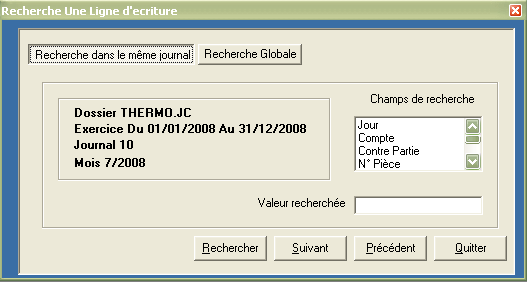 Recherche Une Ligne d'ecriture
Recherche dans le même journal
Recherche Globale
Dossier THERMO.JC
Exercice Du 01/01/2008 Au 31/12/2008
Journal 10
Mois 7/2008
Champs de recherche
Jour
Compte
Contre Partie
N° Pièce
Valeur recherchée
Rechercher
Suivant
Précédent
Quitter